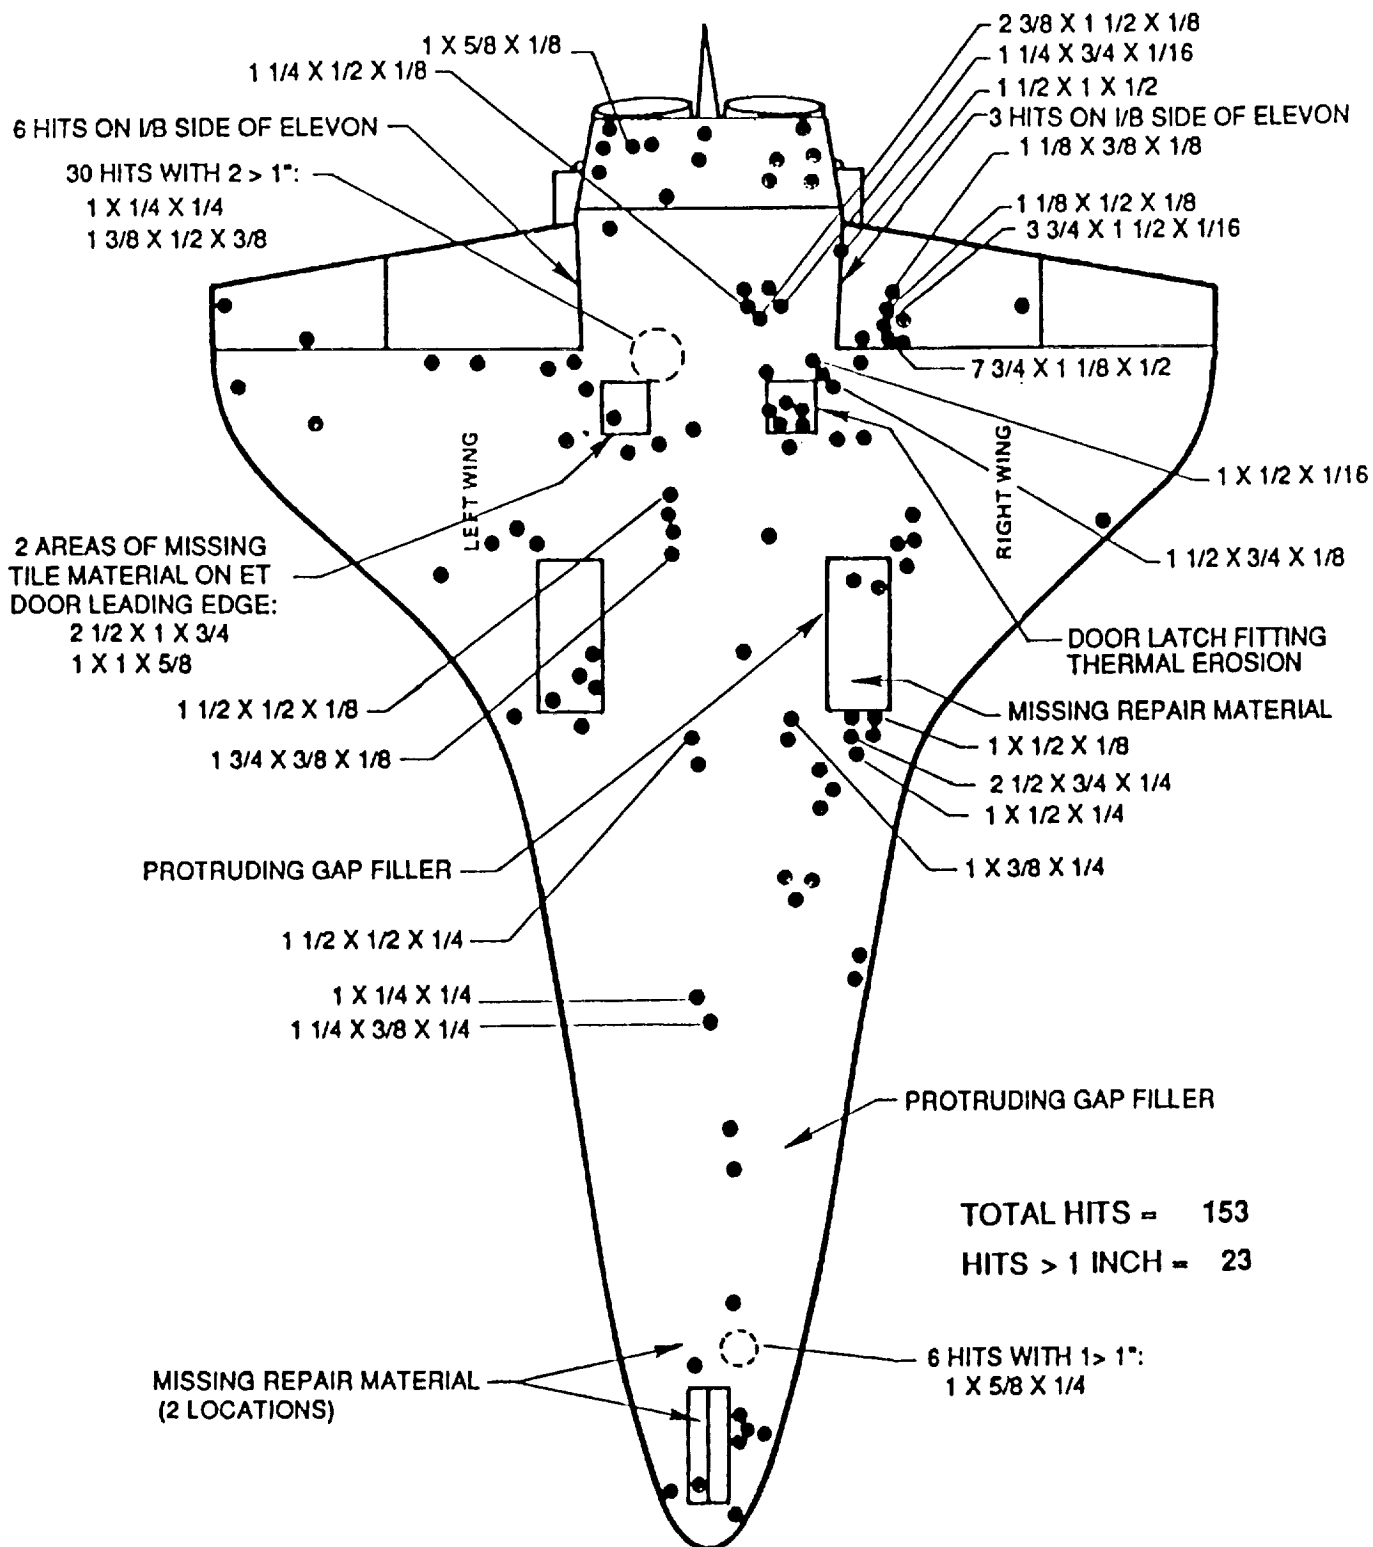 1 X 5/8 X 1/8
1 1/4 X 1/2 X 1/8
6 HITS ON I/B SIDE OF ELEVON
30 HITS WITH 2 > 1":
1 X 1/4 X 1/4
1 3/8 X 1/2 X 3/8
2 3/8 X 1 1/2 X 1/8
1 1/4 X 3/4 X 1/16
1 1/2 X 1 X 1/2
3 HITS ON I/B SIDE OF ELEVON
1 1/8 X 3/8 X 1/8
1 1/8 X 1/2 X 1/8
3 3/4 X 1 1/2 X 1/16
7 3/4 X 1 1/8 X 1/2
LEFT WING
RIGHT WING
1 X 1/2 X 1/16
1 1/2 X 3/4 X 1/8
2 AREAS OF MISSING
TILE MATERIAL ON ET
DOOR LEADING EDGE:
2 1/2 X 1 X 3/4
1 X 1 X 5/8
DOOR LATCH FITTING
THERMAL EROSION
1 1/2 X 1/2 X 1/8
MISSING REPAIR MATERIAL
1 3/4 X 3/8 X 1/8
1 X 1/2 X 1/8
2 1/2 X 3/4 X 1/4
1 X 1/2 X 1/4
PROTRUDING GAP FILLER
1 X 3/8 X 1/4
1 1/2 X 1/2 X 1/4
1 X 1/4 X 1/4
1 1/4 X 3/8 X 1/4
PROTRUDING GAP FILLER
TOTAL HITS = 153
HITS > 1 INCH = 23
6 HITS WITH 1> 1":
1 X 5/8 X 1/4
MISSING REPAIR MATERIAL
(2 LOCATIONS)